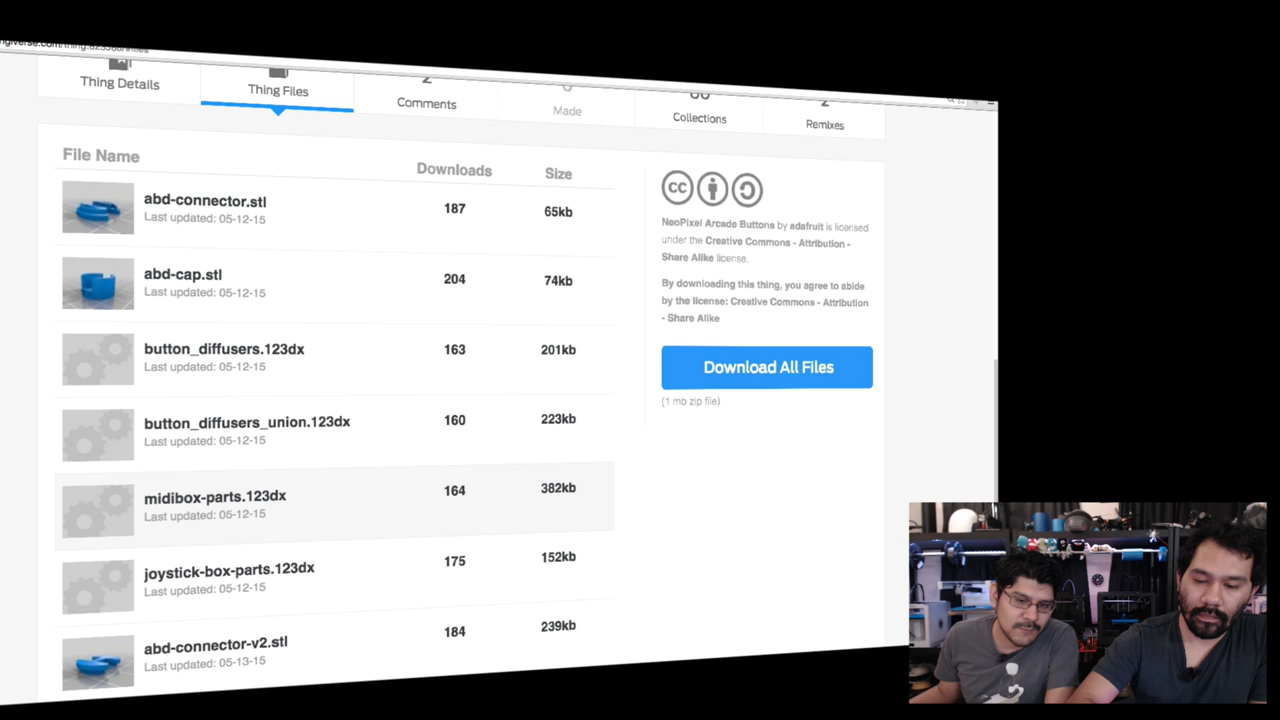 Thing Details
Thing Files
Comments
Made
Collections
Remixes
File Name Downloads Size
abd-connector.stl 187 65kb
Last updated: 05-12-15
abd-cap.stl 204 74kb
Last updated: 05-12-15
button_diffusers.123dx 163 201kb
Last updated: 05-12-15
button_diffusers_union.123dx 160 223kb
Last updated: 05-12-15
midibox-parts.123dx 164 382kb
Last updated: 05-12-15
joystick-box-parts.123dx 175 152kb
Last updated: 05-12-15
abd-connector-v2.stl 184 239kb
Last updated: 05-13-15
cc
NeoPixel Arcade Buttons by adafruit is licensed
under the Creative Commons - Attribution -
Share Alike license.
By downloading this thing, you agree to abide
by the license: Creative Commons - Attribution
- Share Alike
Download All Files
(1 mb zip file)